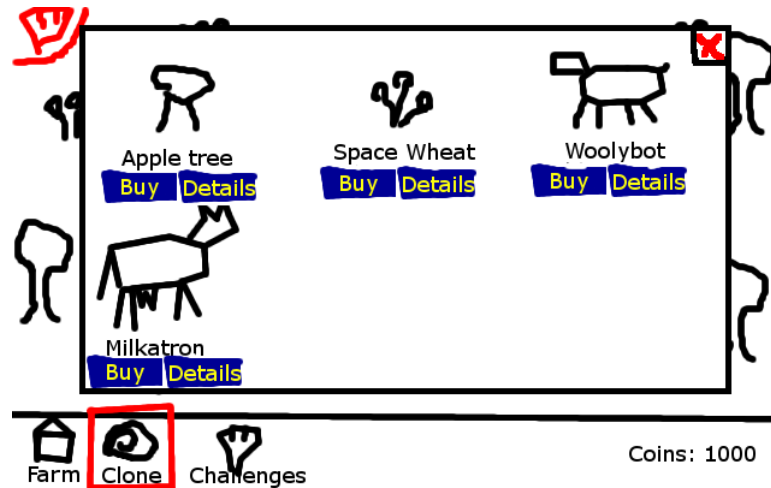 Apple tree
Buy Details
Space Wheat
Buy Details
Woolybot
Buy Details
Milkatron
Buy Details
Farm Clone Challenges
Coins: 1000